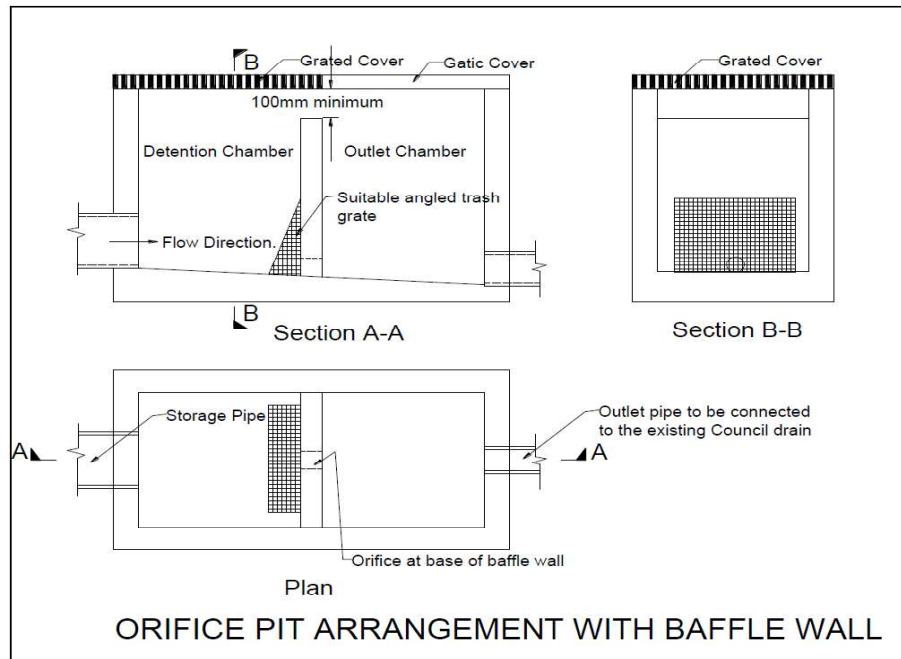 B
Grated Cover
Gatic Cover
Grated Cover
100mm minimum
Detention Chamber
Outlet Chamber
Suitable angled trash
grate
Flow Direction.
B
Section A-A
Section B-B
Storage Pipe
Outlet pipe to be connected
to the existing Council drain
A
A
Orifice at base of baffle wall
Plan
ORIFICE PIT ARRANGEMENT WITH BAFFLE WALL